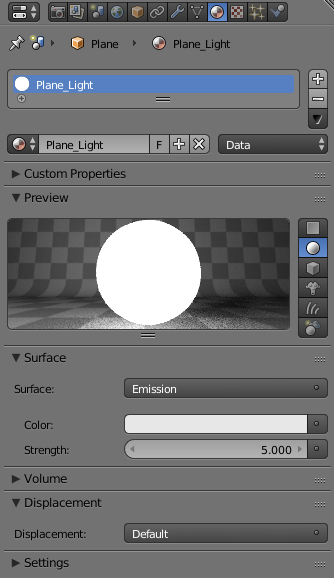 Plane Plane_Light
Plane_Light
Plane_Light F Data
Custom Properties
Preview
Surface
Surface: Emission
Color:
Strength: 5.000
Volume
Displacement
Displacement: Default
Settings